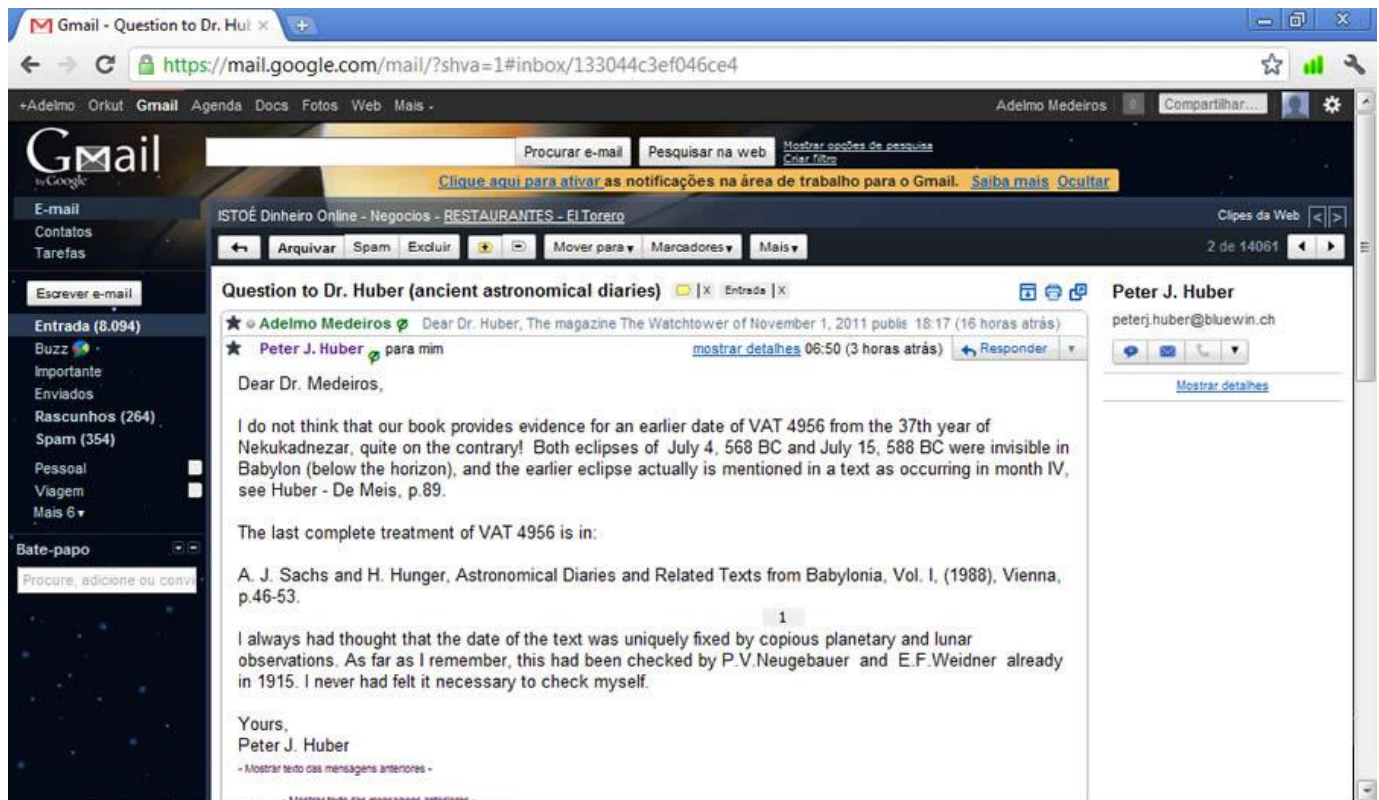 Gmail - Question to Dr. Hub
https://mail.google.com/mail/?shva=1#inbox/133044c3ef046ce4
+Adelmo Orkut Gmail Agenda Docs Fotos Web Mais
Adelmo Medeiros 0 Compartilhar...
Gmail
by Google
Procurar e-mail Pesquisar na web Mostrar opções de pesquisa
Criar filtro
Clique aqui para ativar as notificações na área de trabalho para o Gmail. Saiba mais Ocultar
E-mail
Contatos
Tarefas
ISTOÉ Dinheiro Online - Negocios - RESTAURANTES - El Torero
Clipes da Web < >
Arquivar Spam Excluir Mover para Marcadores Mais
2 de 14061
Escrever e-mail
Entrada (8.094)
Buzz
Importante
Enviados
Rascunhos (264)
Spam (354)
Pessoal
Viagem
Mais 6
Bate-papo
Procure, adicione ou convi
Question to Dr. Huber (ancient astronomical diaries) | X Entrada | X
Adelmo Medeiros Dear Dr. Huber, The magazine The Watchtower of November 1, 2011 publis 18:17 (16 horas atrás)
Peter J. Huber para mim mostrar detalhes 06:50 (3 horas atrás) Responder
Dear Dr. Medeiros,
I do not think that our book provides evidence for an earlier date of VAT 4956 from the 37th year of
Nekukadnezar, quite on the contrary! Both eclipses of July 4, 568 BC and July 15, 588 BC were invisible in
Babylon (below the horizon), and the earlier eclipse actually is mentioned in a text as occurring in month IV,
see Huber - De Meis, p.89.
The last complete treatment of VAT 4956 is in:
A. J. Sachs and H. Hunger, Astronomical Diaries and Related Texts from Babylonia, Vol. I, (1988), Vienna,
p.46-53.
1
I always had thought that the date of the text was uniquely fixed by copious planetary and lunar
observations. As far as I remember, this had been checked by P.V.Neugebauer and E.F.Weidner already
in 1915. I never had felt it necessary to check myself.
Yours,
Peter J. Huber
- Mostrar texto das mensagens anteriores -
- Mostrar texto das mensagens anteriores -
Peter J. Huber
peterj.huber@bluewin.ch
Mostrar detalhes